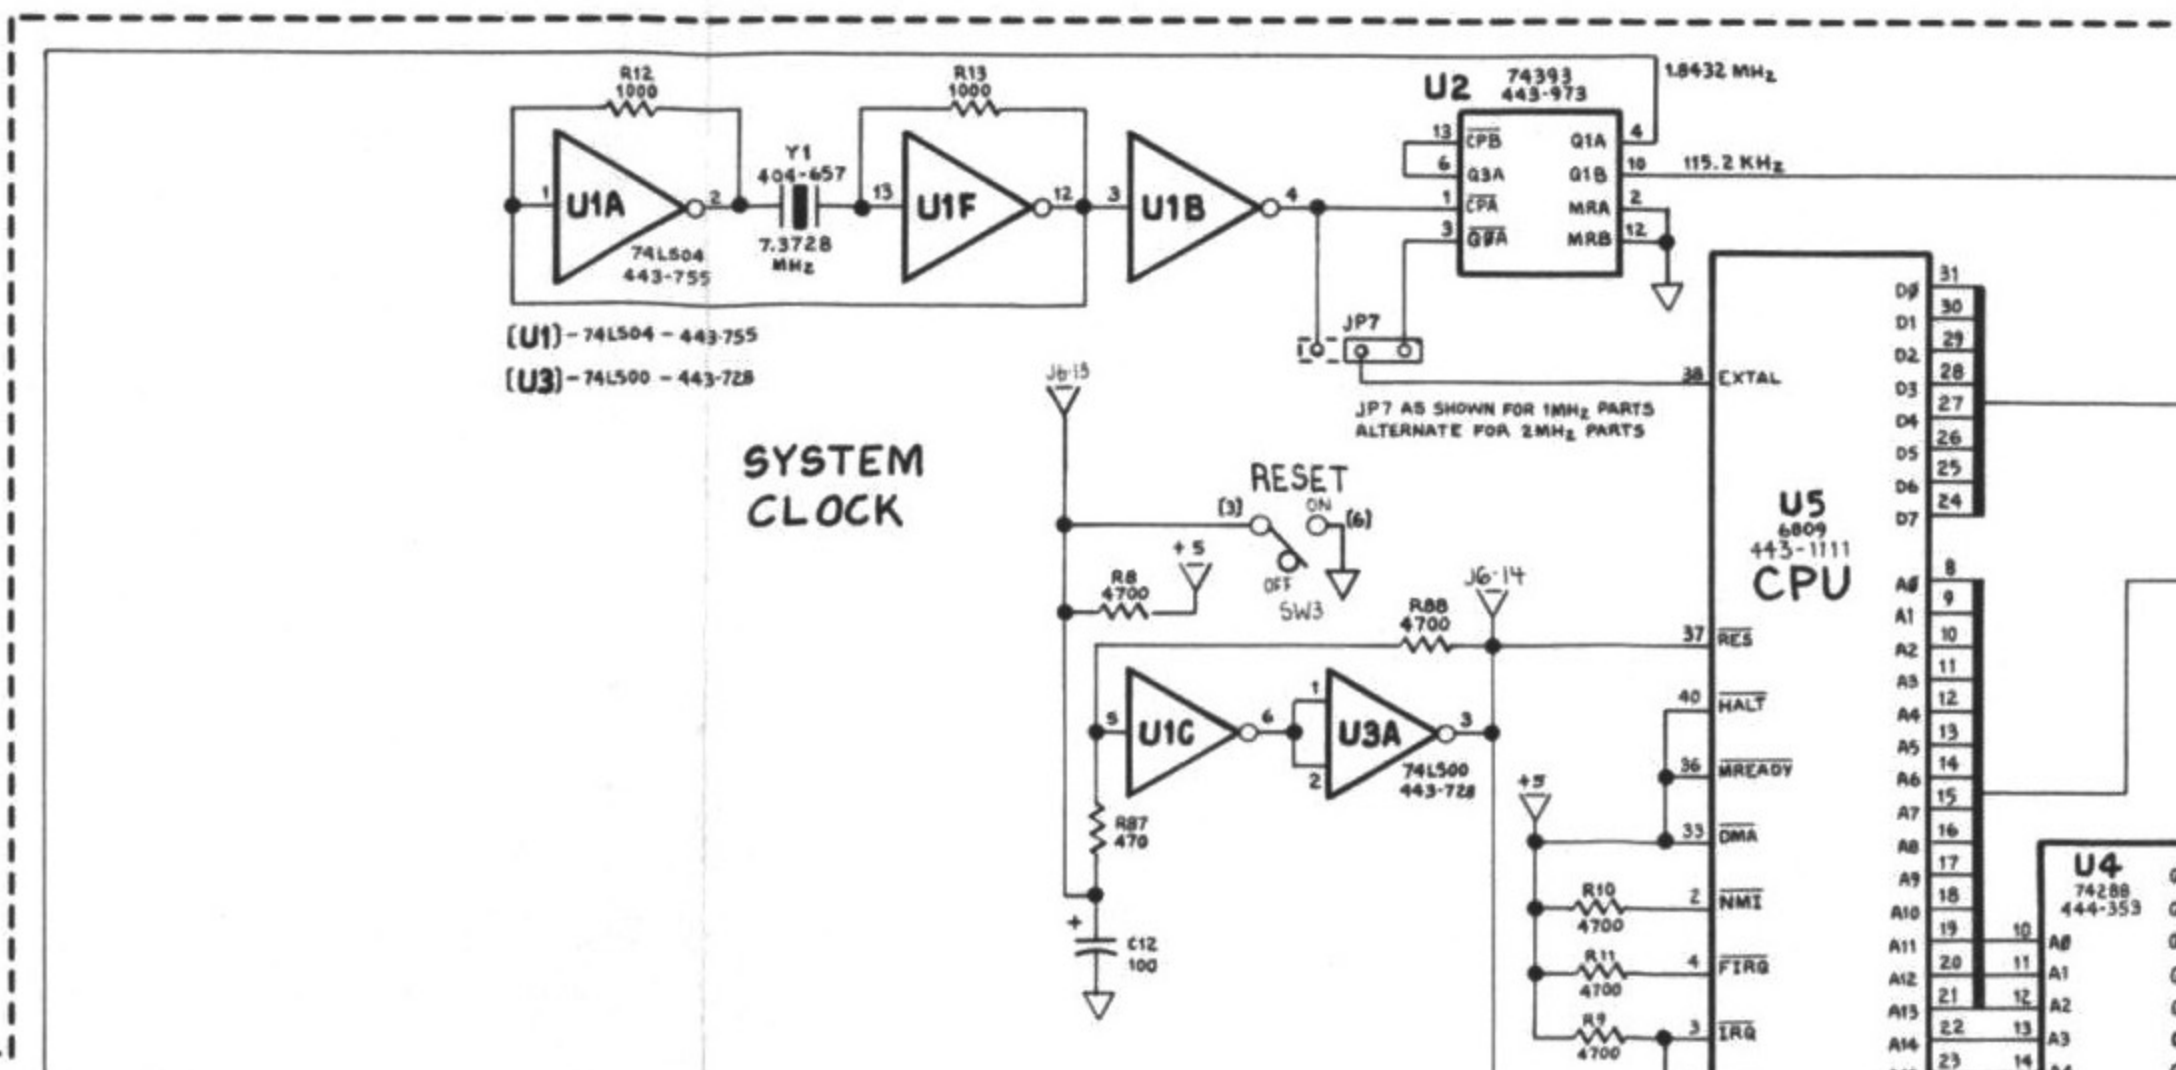 R12
1000
R13
1000
Y1
404-657
7.3728
MHz
1
U1A
2
74LS04
443-755
13
U1F
12
3
U1B
4
[U1]-74LS04-443-755
[U3]-74LS00-443-728
SYSTEM
CLOCK
U2
74393
443-973
1.8432 MHz
13
CPB
6
Q3A
1
CPA
3
Q0A
Q1A
4
Q1B
10
115.2 KHz
MRA
2
MRB
12
JP7
JP7 AS SHOWN FOR 1MHz PARTS
ALTERNATE FOR 2MHz PARTS
RESET
(3)
ON
(6)
OFF
SW3
+5
R8
4700
J6-14
R88
4700
5
U1C
6
1
2
U3A
3
74LS00
443-728
R87
470
+
C12
100
+5
R10
4700
R11
4700
R9
4700
38
EXTAL
37
RES
40
HALT
36
MREADY
33
DMA
2
NMI
4
FIRQ
3
IRQ
U5
6809
443-1111
CPU
D0 31
D1 30
D2 29
D3 28
D4 27
D5 26
D6 25
D7 24
A0 8
A1 9
A2 10
A3 11
A4 12
A5 13
A6 14
A7 15
A8 16
A9 17
A10 18
A11 19
A12 20
A13 21
A14 22
23
U4
74288
444-353
10 A0
11 A1
12 A2
13 A3
14